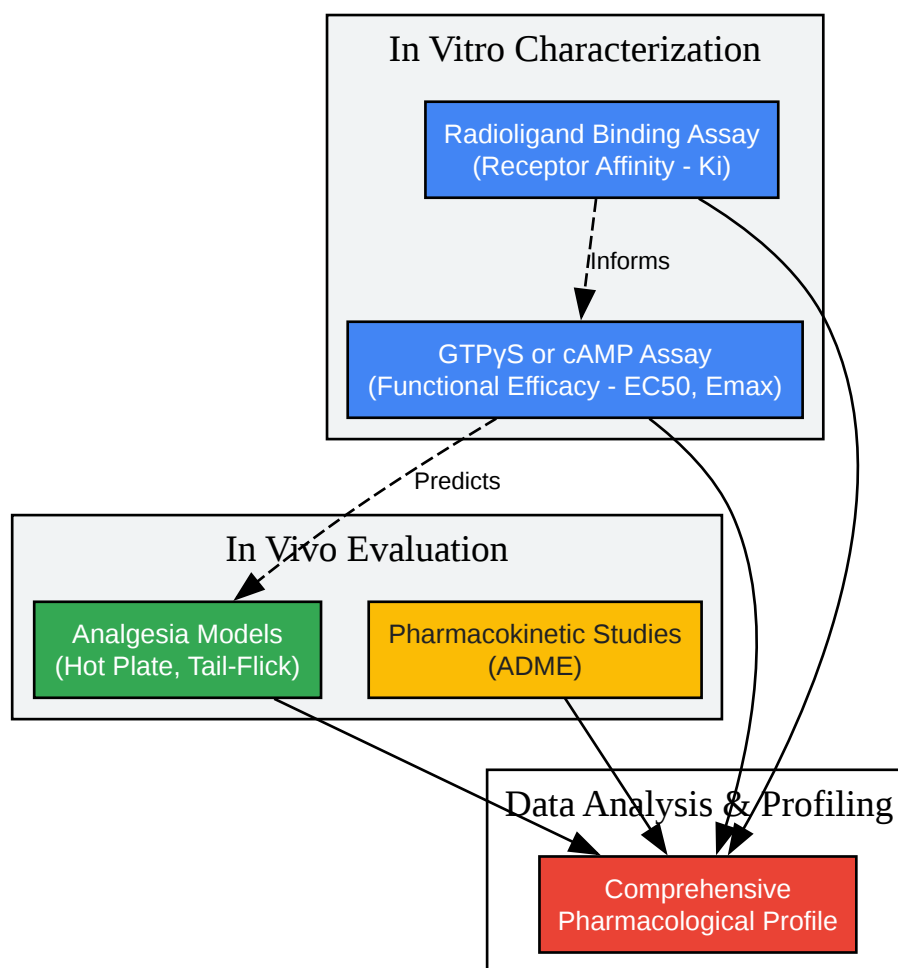 In Vitro Characterization
Radioligand Binding Assay
(Receptor Affinity - Ki)
Informs
GTPγS or cAMP Assay
(Functional Efficacy - EC50, Emax)
Predicts
In Vivo Evaluation
Analgesia Models
(Hot Plate, Tail-Flick)
Pharmacokinetic Studies
(ADME)
Data Analysis & Profiling
Comprehensive
Pharmacological Profile